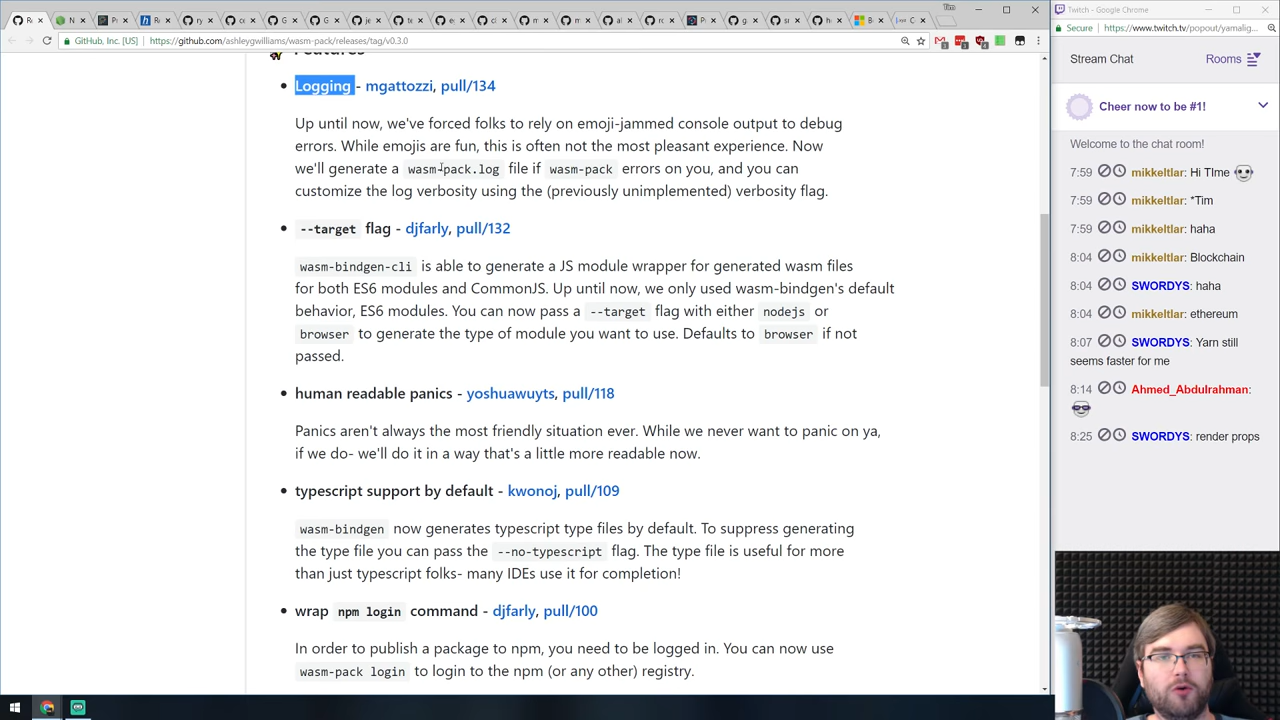 Tim
Twitch - Google Chrome
GitHub, Inc. [US]
https://github.com/ashleygwilliams/wasm-pack/releases/tag/v0.3.0
Secure
https://www.twitch.tv/popout/yamalig...
Features
Logging - mgattozzi, pull/134
Up until now, we've forced folks to rely on emoji-jammed console output to debug
errors. While emojis are fun, this is often not the most pleasant experience. Now
we'll generate a wasm-pack.log file if wasm-pack errors on you, and you can
customize the log verbosity using the (previously unimplemented) verbosity flag.
--target flag - djfarly, pull/132
wasm-bindgen-cli is able to generate a JS module wrapper for generated wasm files
for both ES6 modules and CommonJS. Up until now, we only used wasm-bindgen's default
behavior, ES6 modules. You can now pass a --target flag with either nodejs or
browser to generate the type of module you want to use. Defaults to browser if not
passed.
human readable panics - yoshuawuyts, pull/118
Panics aren't always the most friendly situation ever. While we never want to panic on ya,
if we do- we'll do it in a way that's a little more readable now.
typescript support by default - kwonoj, pull/109
wasm-bindgen now generates typescript type files by default. To suppress generating
the type file you can pass the --no-typescript flag. The type file is useful for more
than just typescript folks- many IDEs use it for completion!
wrap npm login command - djfarly, pull/100
In order to publish a package to npm, you need to be logged in. You can now use
wasm-pack login to login to the npm (or any other) registry.
Stream Chat
Rooms
Cheer now to be #1!
Welcome to the chat room!
7:59 mikkeltlar: Hi TIme
7:59 mikkeltlar: *Tim
7:59 mikkeltlar: haha
8:04 mikkeltlar: Blockchain
8:04 SWORDYS: haha
8:04 mikkeltlar: ethereum
8:07 SWORDYS: Yarn still
seems faster for me
8:14 Ahmed_Abdulrahman:
8:25 SWORDYS: render props